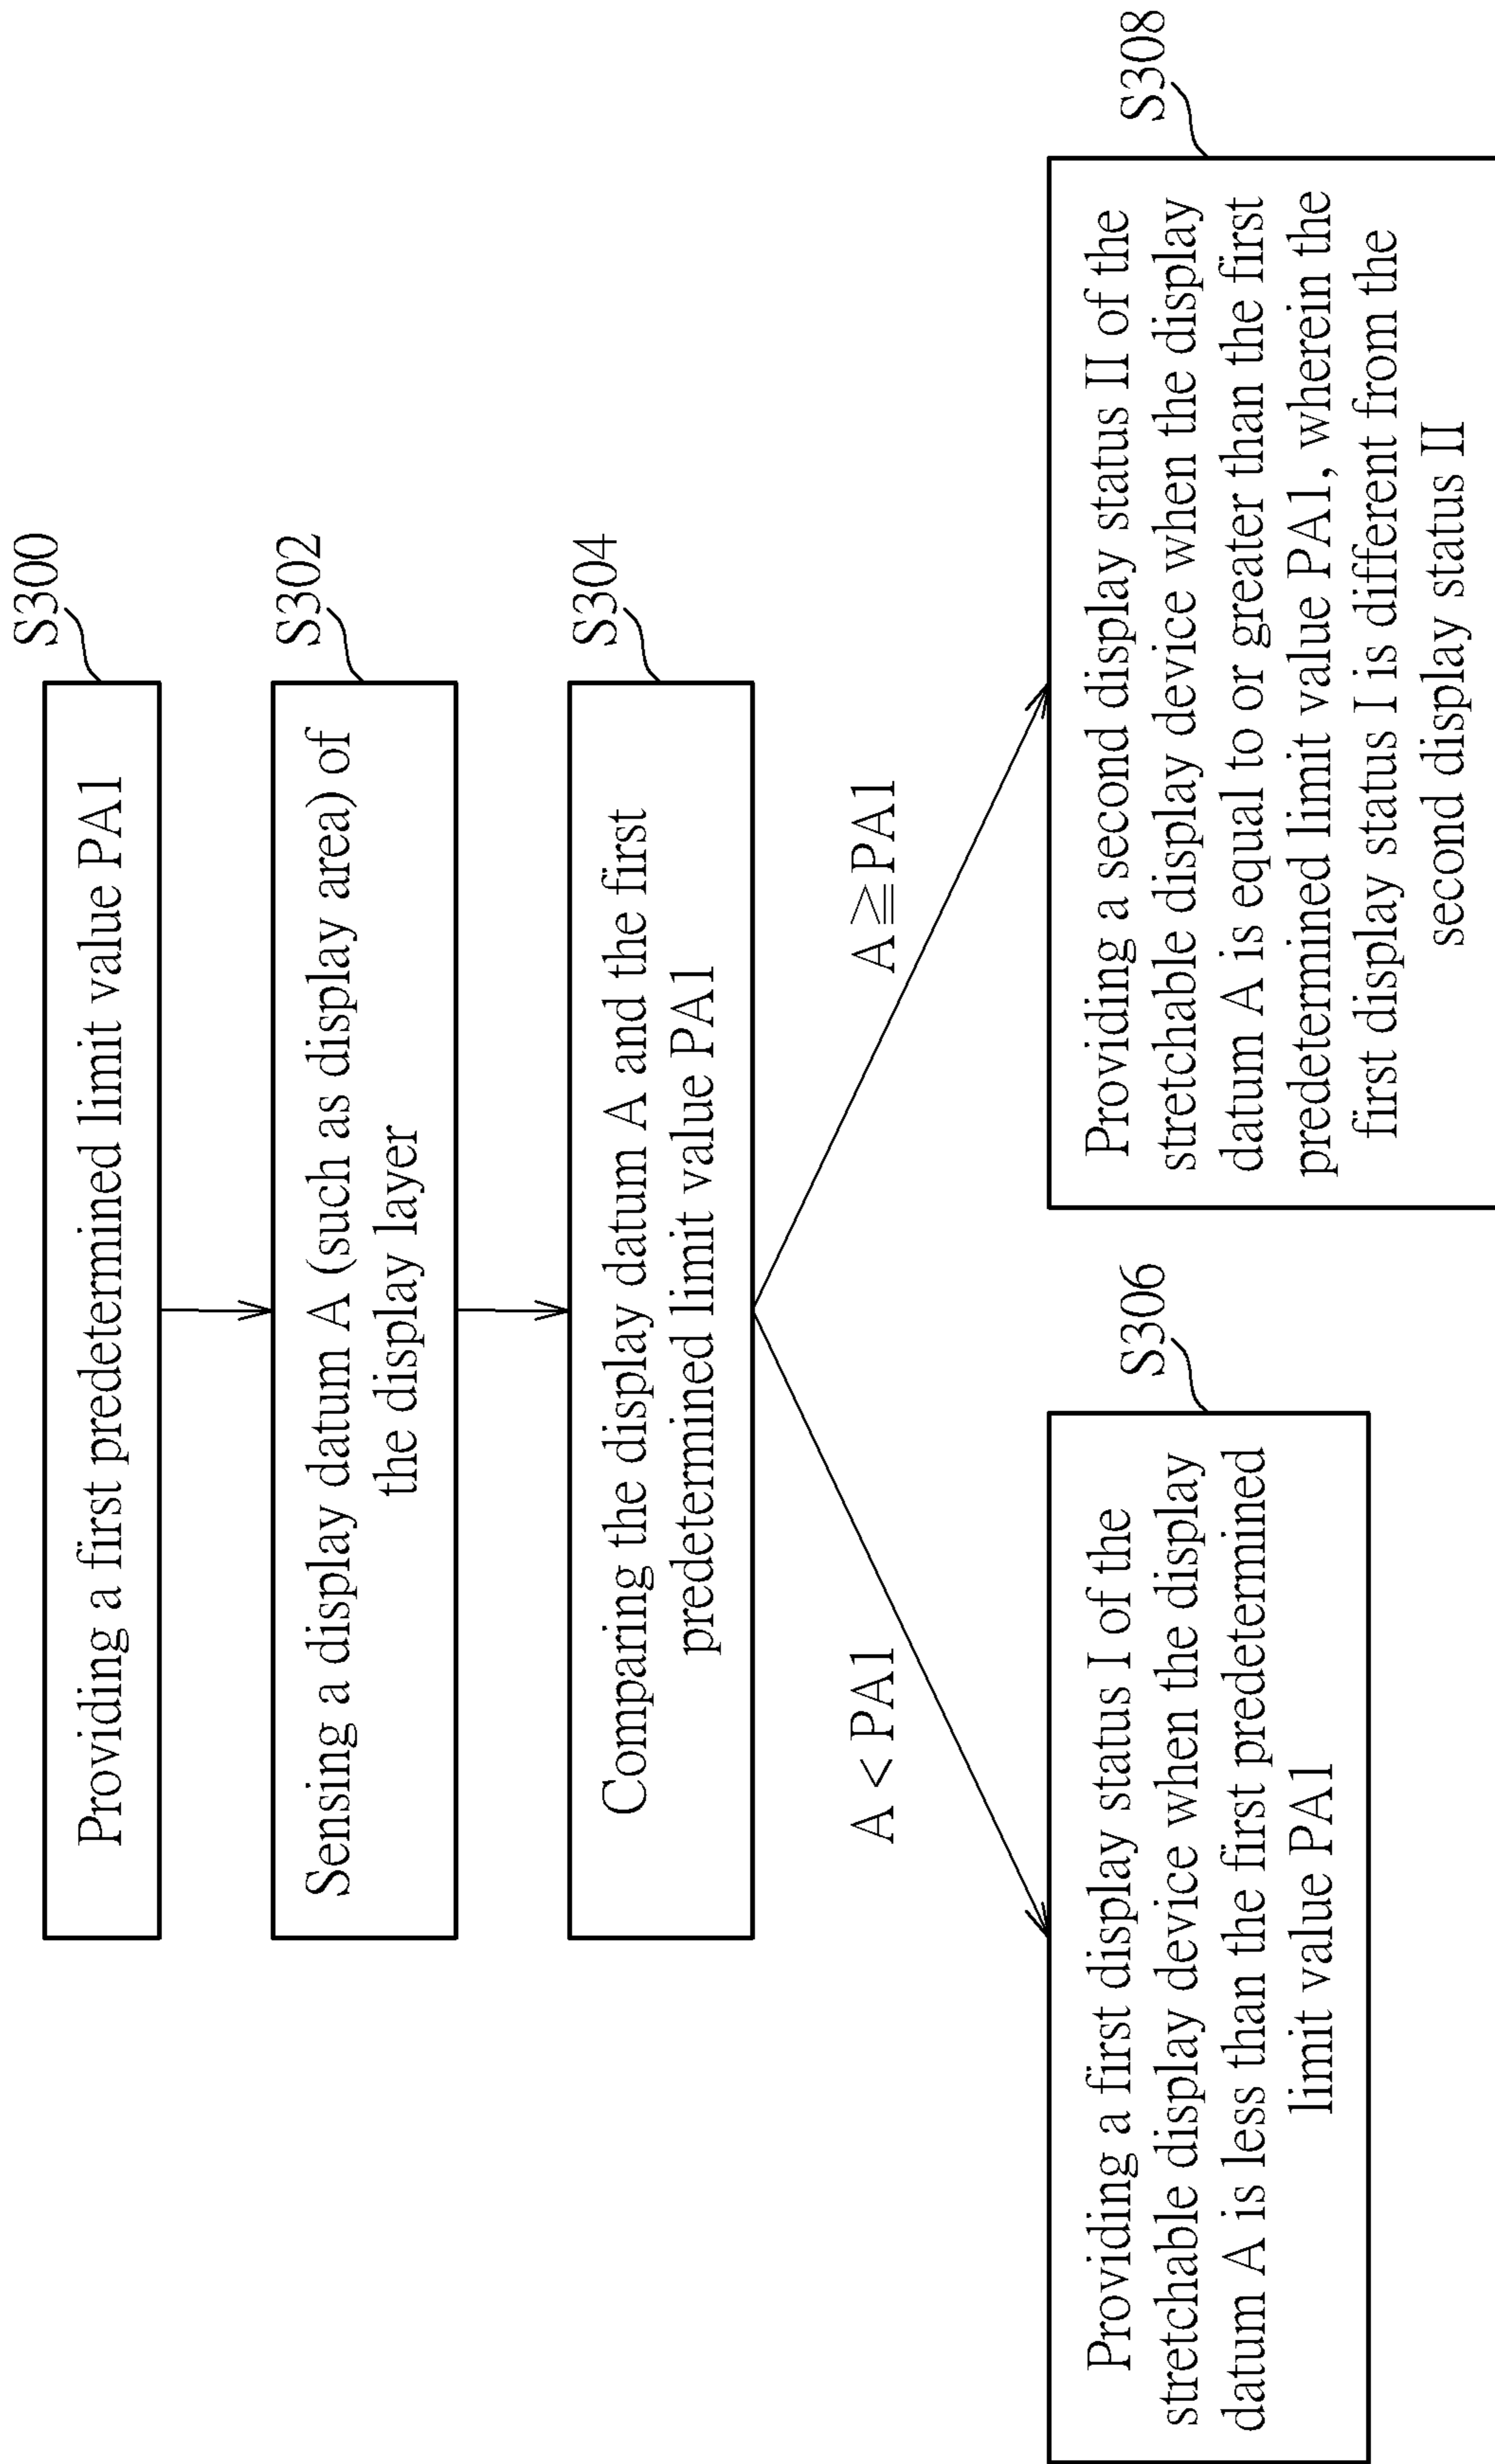 S300
Providing a first predetermined limit value PA1
S302
Sensing a display datum A (such as display area) of
the display layer
S304
Comparing the display datum A and the first
predetermined limit value PA1
A < PA1
A ≧ PA1
S306
Providing a first display status I of the
stretchable display device when the display
datum A is less than the first predetermined
limit value PA1
S308
Providing a second display status II of the
stretchable display device when the display
datum A is equal to or greater than the first
predetermined limit value PA1, wherein the
first display status I is different from the
second display status II